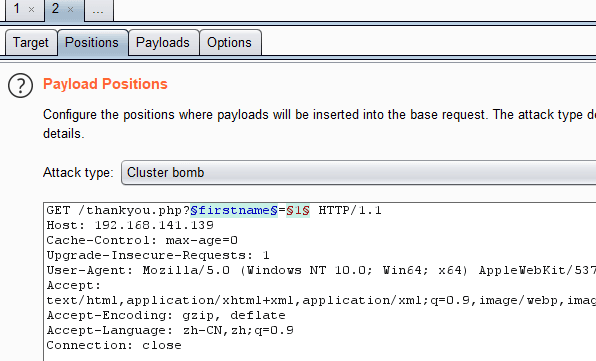 1 × 2 × ...
Target Positions Payloads Options
? Payload Positions
Configure the positions where payloads will be inserted into the base request. The attack type
details.
Attack type: Cluster bomb
GET /thankyou.php?§firstname§=§1§ HTTP/1.1
Host: 192.168.141.139
Cache-Control: max-age=0
Upgrade-Insecure-Requests: 1
User-Agent: Mozilla/5.0 (Windows NT 10.0; Win64; x64) AppleWebKit/537
Accept:
text/html,application/xhtml+xml,application/xml;q=0.9,image/webp,imag
Accept-Encoding: gzip, deflate
Accept-Language: zh-CN,zh;q=0.9
Connection: close